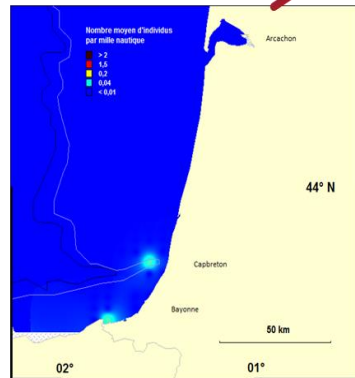 Nombre moyen d'individus
par mille nautique
> 2
1,5
0,2
0,04
< 0,01
Arcachon
44° N
Capbreton
Bayonne
50 km
02°
01°